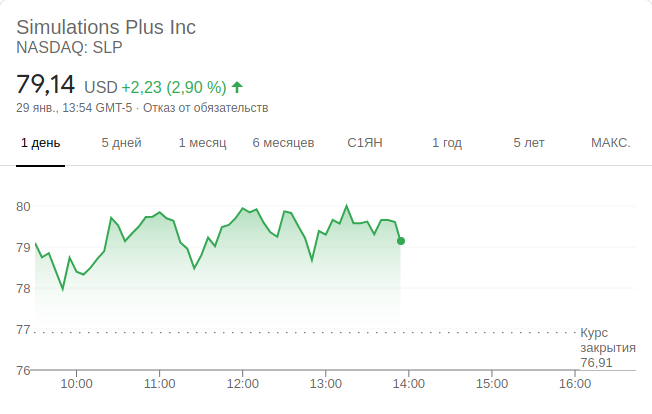 Simulations Plus Inc
NASDAQ: SLP
79,14 USD +2,23 (2,90 %)
29 янв., 13:54 GMT-5 · Отказ от обязательств
1 день 5 дней 1 месяц 6 месяцев С1ЯН 1 год 5 лет МАКС.
80
79
78
77
Курс
закрытия
76,91
76
10:00 11:00 12:00 13:00 14:00 15:00 16:00